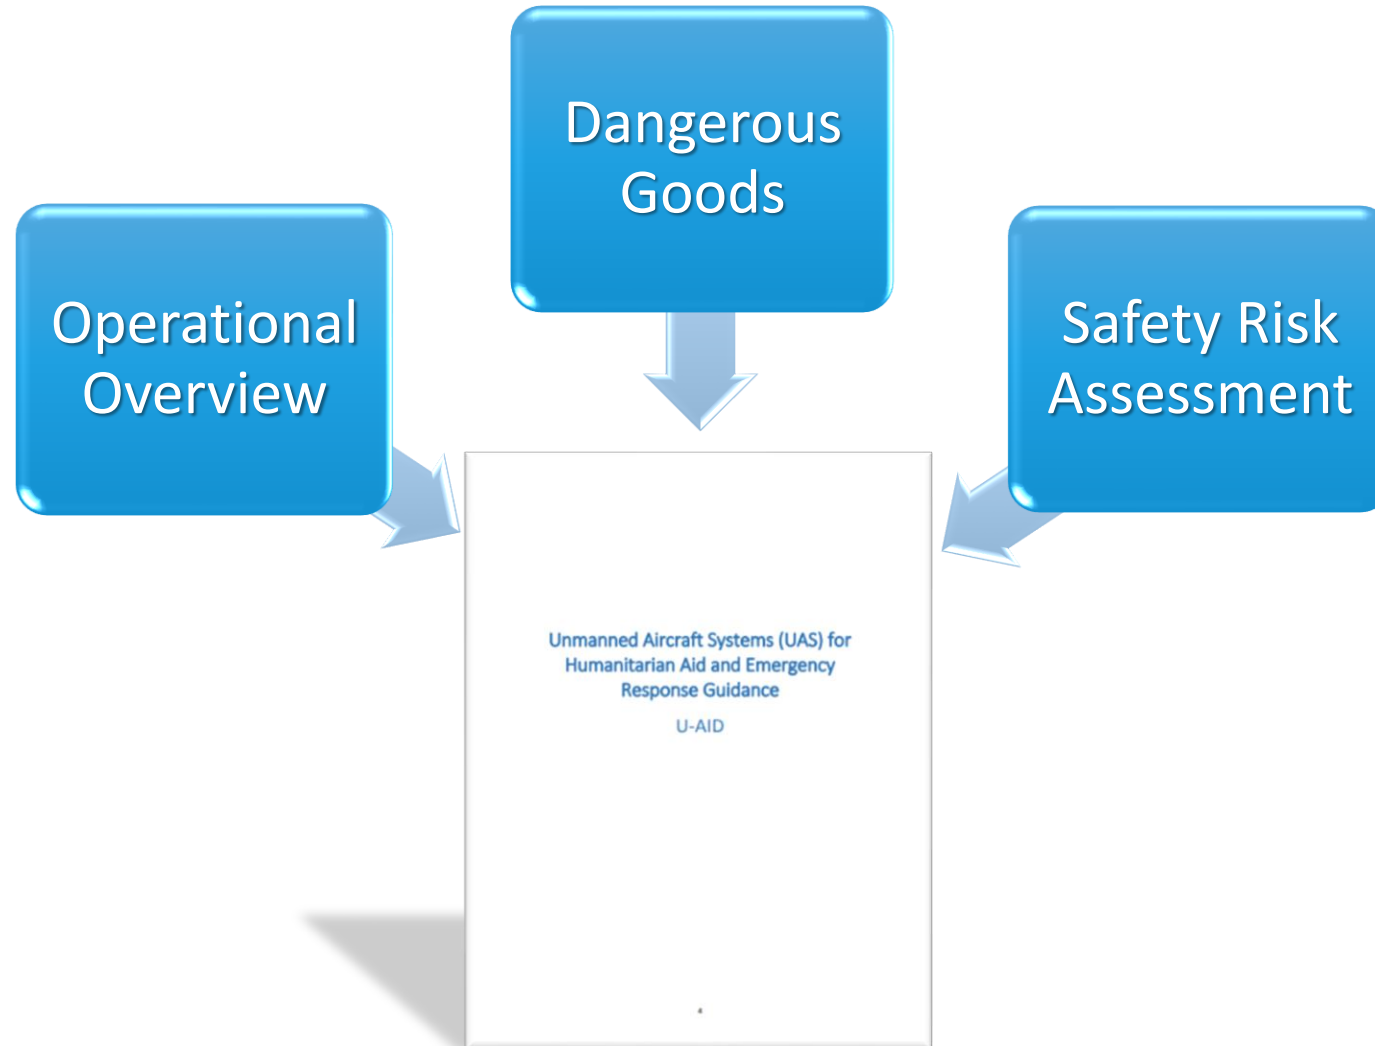 Dangerous
Goods
Operational
Overview
Safety Risk
Assessment
Unmanned Aircraft Systems (UAS) for
Humanitarian Aid and Emergency
Response Guidance
U-AID